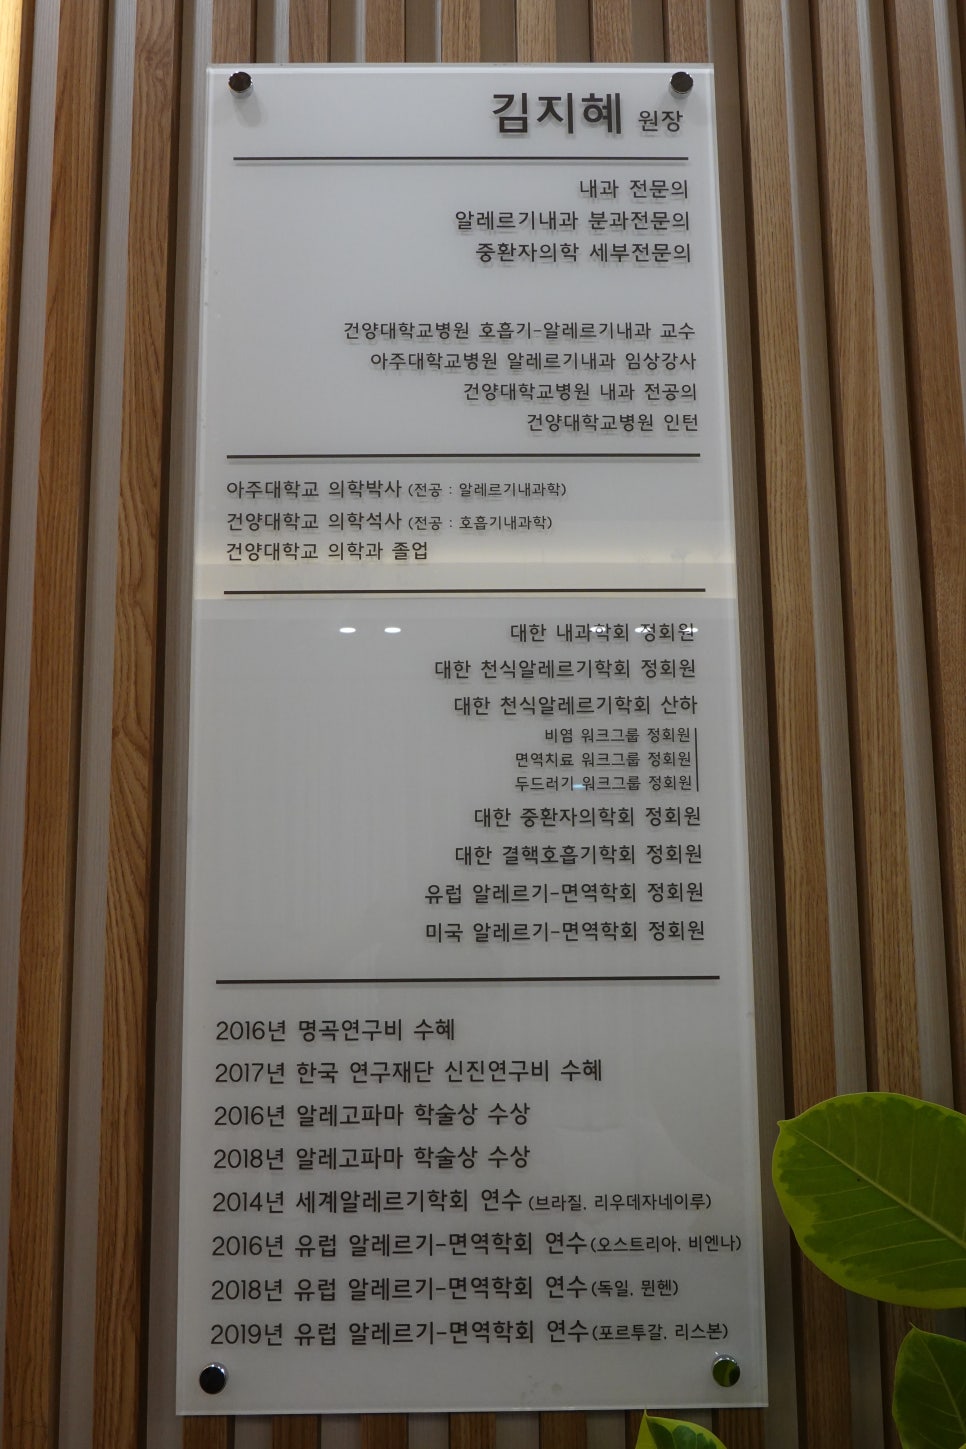 김지혜 원장
내과 전문의
알레르기내과 분과전문의
중환자의학 세부전문의
건양대학교병원 호흡기-알레르기내과 교수
아주대학교병원 알레르기내과 임상강사
건양대학교병원 내과 전공의
건양대학교병원 인턴
아주대학교 의학박사 (전공 : 알레르기내과학)
건양대학교 의학석사 (전공 : 호흡기내과학)
건양대학교 의학과 졸업
대한 내과학회 정회원
대한 천식알레르기학회 정회원
대한 천식알레르기학회 산하
비염 워크그룹 정회원
면역치료 워크그룹 정회원
두드러기 워크그룹 정회원
대한 중환자의학회 정회원
대한 결핵호흡기학회 정회원
유럽 알레르기-면역학회 정회원
미국 알레르기-면역학회 정회원
2016년 명곡연구비 수혜
2017년 한국 연구재단 신진연구비 수혜
2016년 알레고파마 학술상 수상
2018년 알레고파마 학술상 수상
2014년 세계알레르기학회 연수 (브라질. 리우데자네이루)
2016년 유럽 알레르기-면역학회 연수 (오스트리아. 비엔나)
2018년 유럽 알레르기-면역학회 연수 (독일. 뮌헨)
2019년 유럽 알레르기-면역학회 연수 (포르투갈. 리스본)